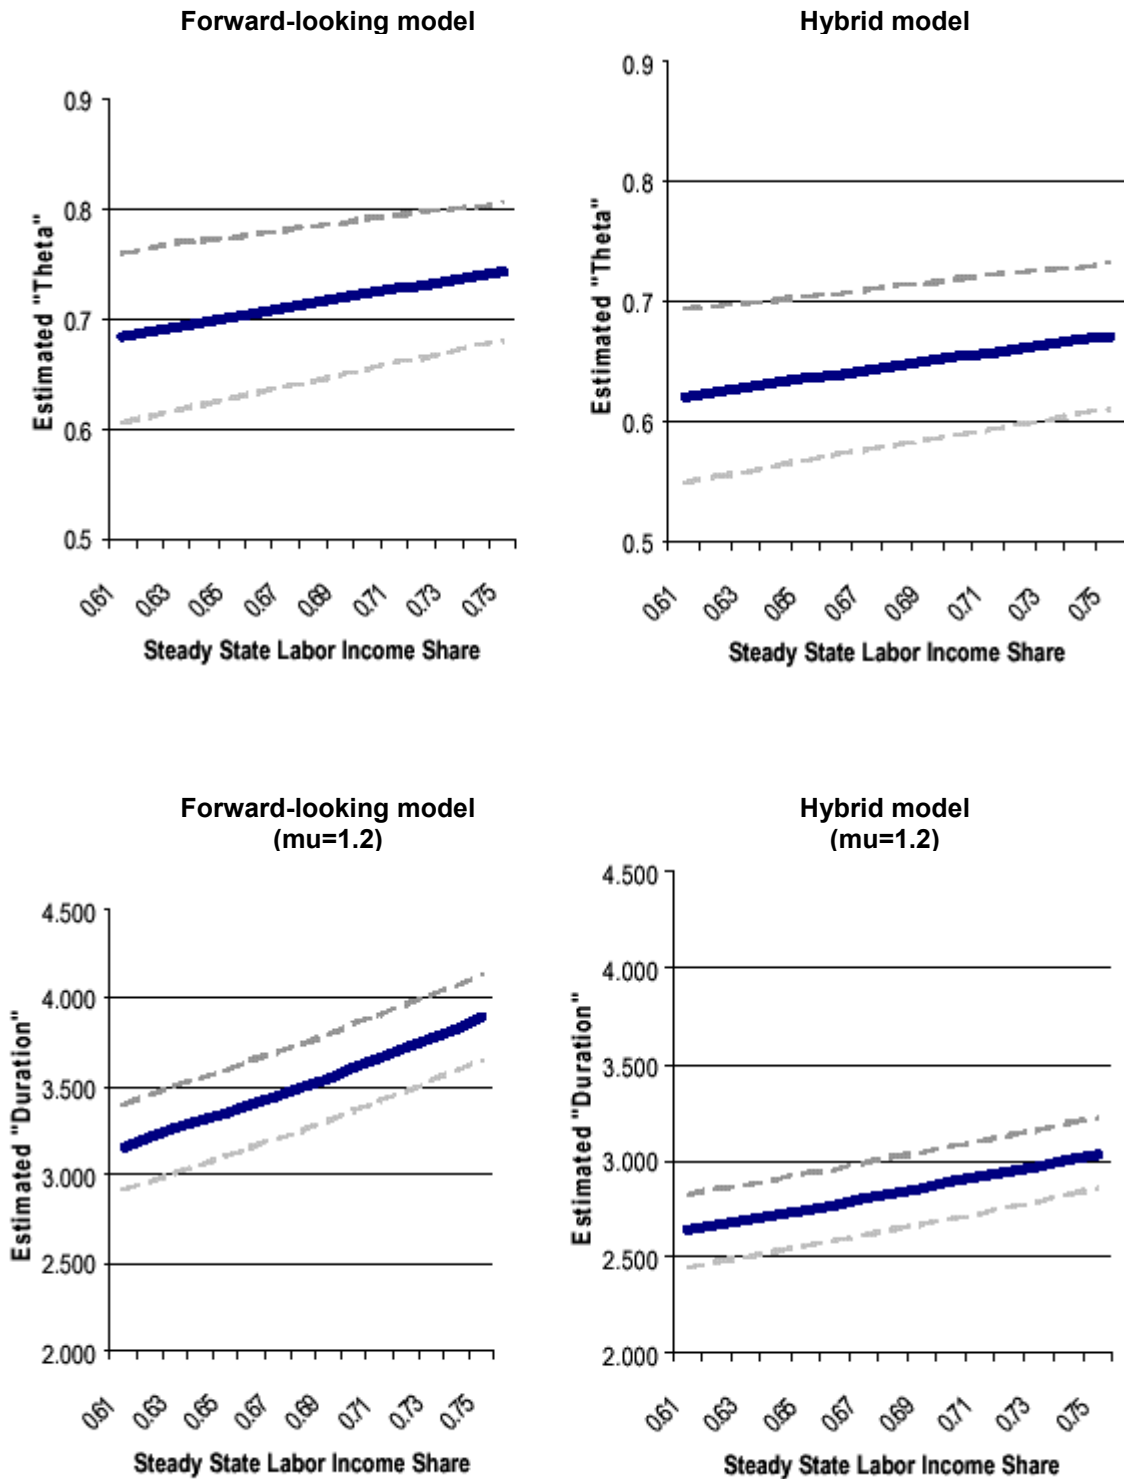 Forward-looking model
Hybrid model
0.9
0.8
0.7
0.6
0.5
Estimated "Theta"
0.61 0.63 0.65 0.67 0.69 0.71 0.73 0.75
Steady State Labor Income Share
0.9
0.8
0.7
0.6
0.5
Estimated "Theta"
0.61 0.63 0.65 0.67 0.69 0.71 0.73 0.75
Steady State Labor Income Share
Forward-looking model
(mu=1.2)
Hybrid model
(mu=1.2)
4.500
4.000
3.500
3.000
2.500
2.000
Estimated "Duration"
0.61 0.63 0.65 0.67 0.69 0.71 0.73 0.75
Steady State Labor Income Share
4.500
4.000
3.500
3.000
2.500
2.000
Estimated "Duration"
0.61 0.63 0.65 0.67 0.69 0.71 0.73 0.75
Steady State Labor Income Share